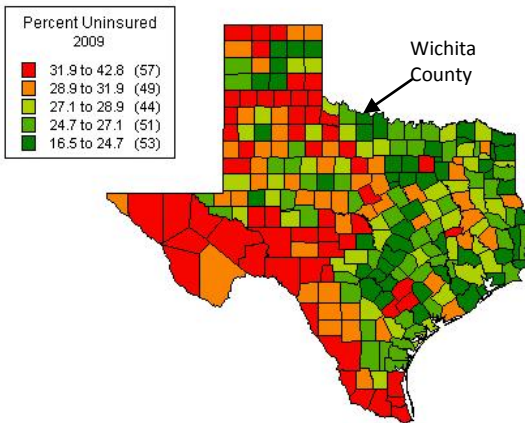 Percent Uninsured
2009
31.9 to 42.8 (57)
28.9 to 31.9 (49)
27.1 to 28.9 (44)
24.7 to 27.1 (51)
16.5 to 24.7 (53)
Wichita
County